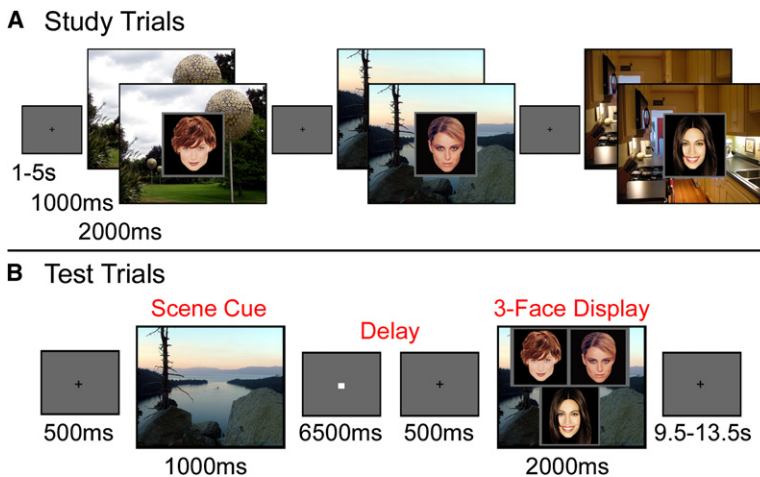 A Study Trials
1-5s
1000ms
2000ms
B Test Trials
Scene Cue
Delay
3-Face Display
500ms
1000ms
6500ms
500ms
2000ms
9.5-13.5s